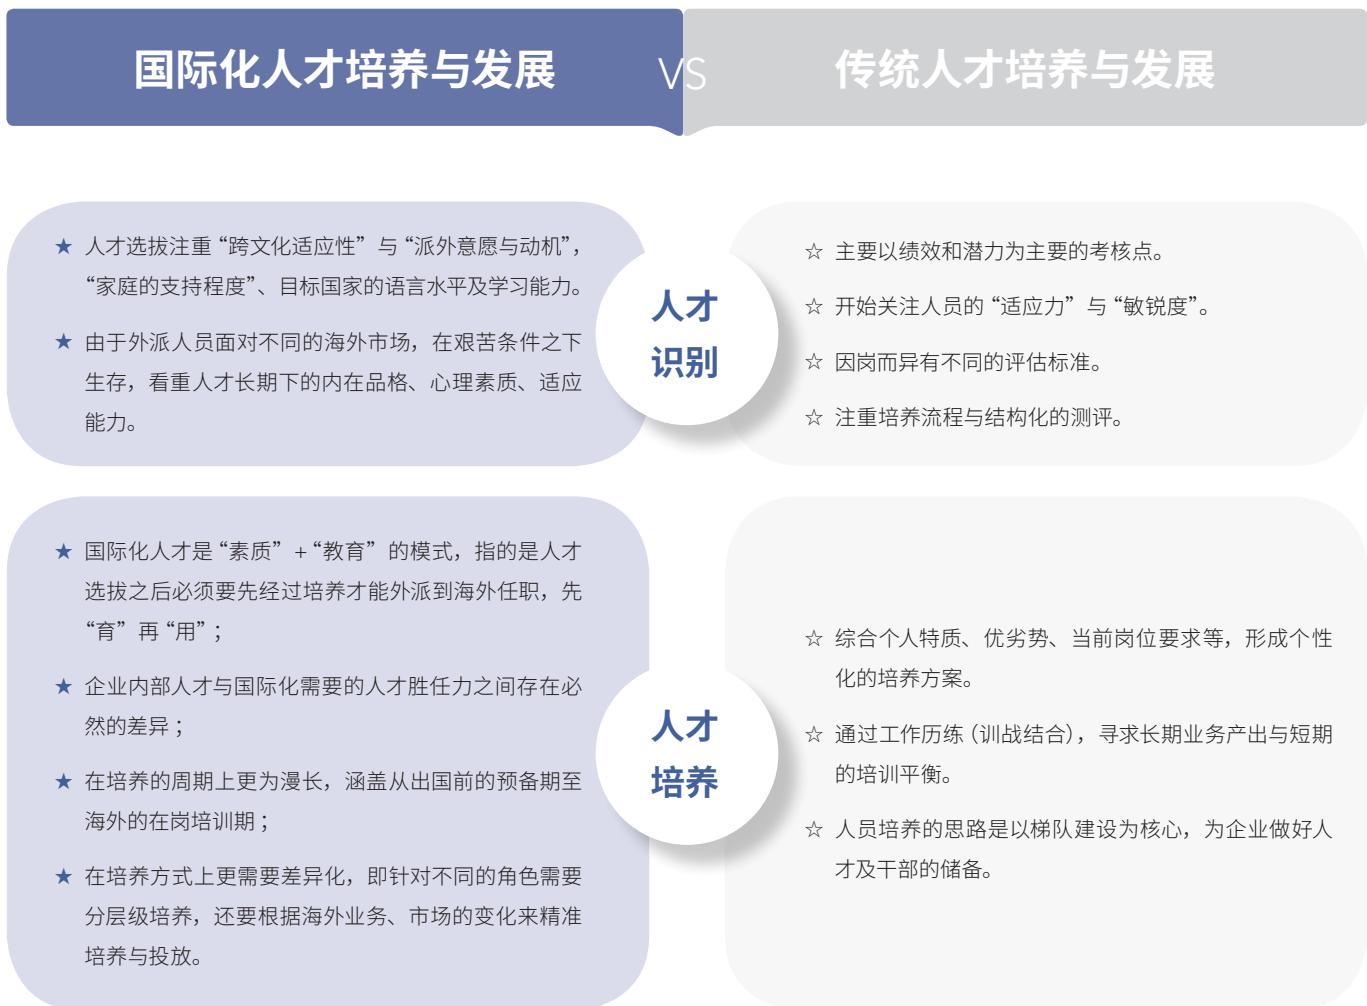 国际化人才培养与发展
VS
传统人才培养与发展
★ 人才选拔注重“跨文化适应性”与“派外意愿与动机”，
“家庭的支持程度”、目标国家的语言水平及学习能力。
★ 由于外派人员面对不同的海外市场，在艰苦条件之下
生存，看重人才长期下的内在品格、心理素质、适应
能力。
人才
识别
☆ 主要以绩效和潜力为主要的考核点。
☆ 开始关注人员的“适应力”与“敏锐度”。
☆ 因岗而异有不同的评估标准。
☆ 注重培养流程与结构化的测评。
★ 国际化人才是“素质”+“教育”的模式，指的是人才
选拔之后必须要先经过培养才能外派到海外任职，先
“育”再“用”；
★ 企业内部人才与国际化需要的人才胜任力之间存在必
然的差异；
★ 在培养的周期上更为漫长，涵盖从出国前的预备期至
海外的在岗培训期；
★ 在培养方式上更需要差异化，即针对不同的角色需要
分层级培养，还要根据海外业务、市场的变化来精准
培养与投放。
人才
培养
☆ 综合个人特质、优劣势、当前岗位要求等，形成个性
化的培养方案。
☆ 通过工作历练（训战结合），寻求长期业务产出与短期
的培训平衡。
☆ 人员培养的思路是以梯队建设为核心，为企业做好人
才及干部的储备。